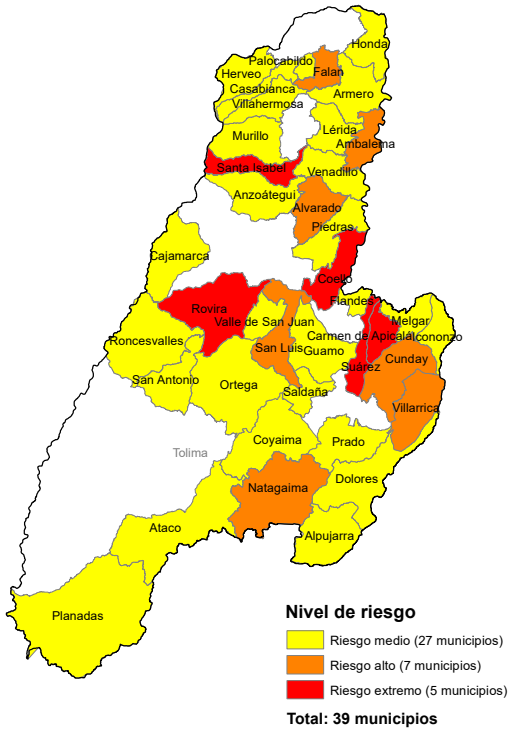 Honda
Palocabildo
Herveo
Falan
Casabianca
Armero
Villahermosa
Murillo
Lérida
Ambalema
Santa Isabel
Venadillo
Anzoátegui
Alvarado
Piedras
Cajamarca
Coello
Rovira
Flandes
Valle de San Juan
Melgar
Carmen de Apicalá
Alcononzo
Roncesvalles
San Luis
Guamo
Cunday
Suárez
San Antonio
Ortega
Saldaña
Villarrica
Coyaima
Prado
Tolima
Dolores
Natagaima
Ataco
Alpujarra
Planadas
Nivel de riesgo
Riesgo medio (27 municipios)
Riesgo alto (7 municipios)
Riesgo extremo (5 municipios)
Total: 39 municipios